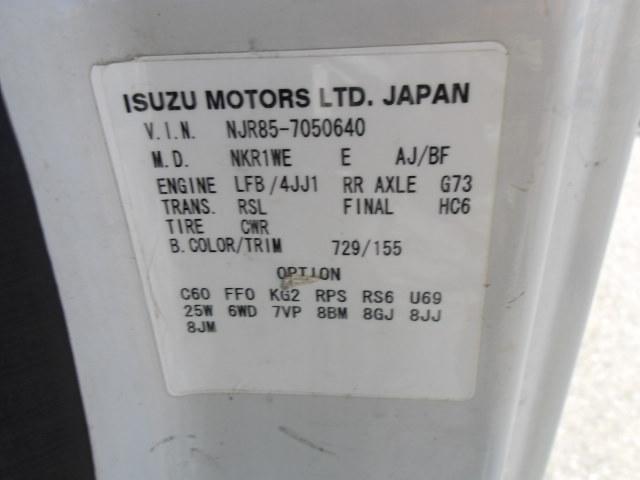 ISUZU MOTORS LTD. JAPAN
V.I.N. NJR85-7050640
M.D. NKR1WE E AJ/BF
ENGINE LFB/4JJ1 RR AXLE G73
TRANS. RSL FINAL HC6
TIRE CWR
B.COLOR/TRIM 729/155
OPTION
C60 FF0 KG2 RPS RS6 U69
25W 6WD 7VP 8BM 8GJ 8JJ
8JM